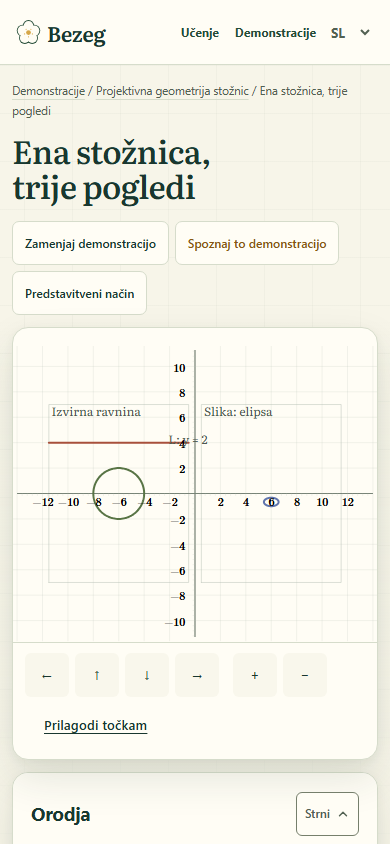 Bezeg
Učenje Demonstracije SL
Demonstracije / Projektivna geometrija stožnic / Ena stožnica, trije
pogledi
Ena stožnica,
trije pogledi
Zamenjaj demonstracijo
Spoznaj to demonstracijo
Predstavitveni način
10
8
Izvirna ravnina
6
Slika: elipsa
4
L: y = 2
2
−12 −10 −8 −6 −4 −2 2 4 6 8 10 12
−2
−4
−6
−8
−10
← ↑ ↓ → + −
Prilagodi točkam
Orodja
Strni